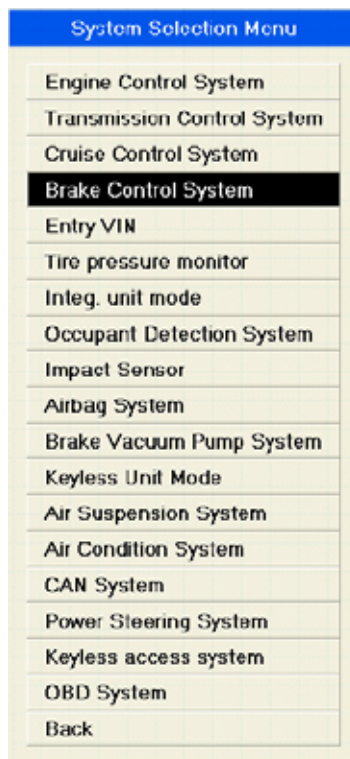 System Selection Menu
Engine Control System
Transmission Control System
Cruise Control System
Brake Control System
Entry VIN
Tire pressure monitor
Integ. unit mode
Occupant Detection System
Impact Sensor
Airbag System
Brake Vacuum Pump System
Keyless Unit Mode
Air Suspension System
Air Condition System
CAN System
Power Steering System
Keyless access system
OBD System
Back